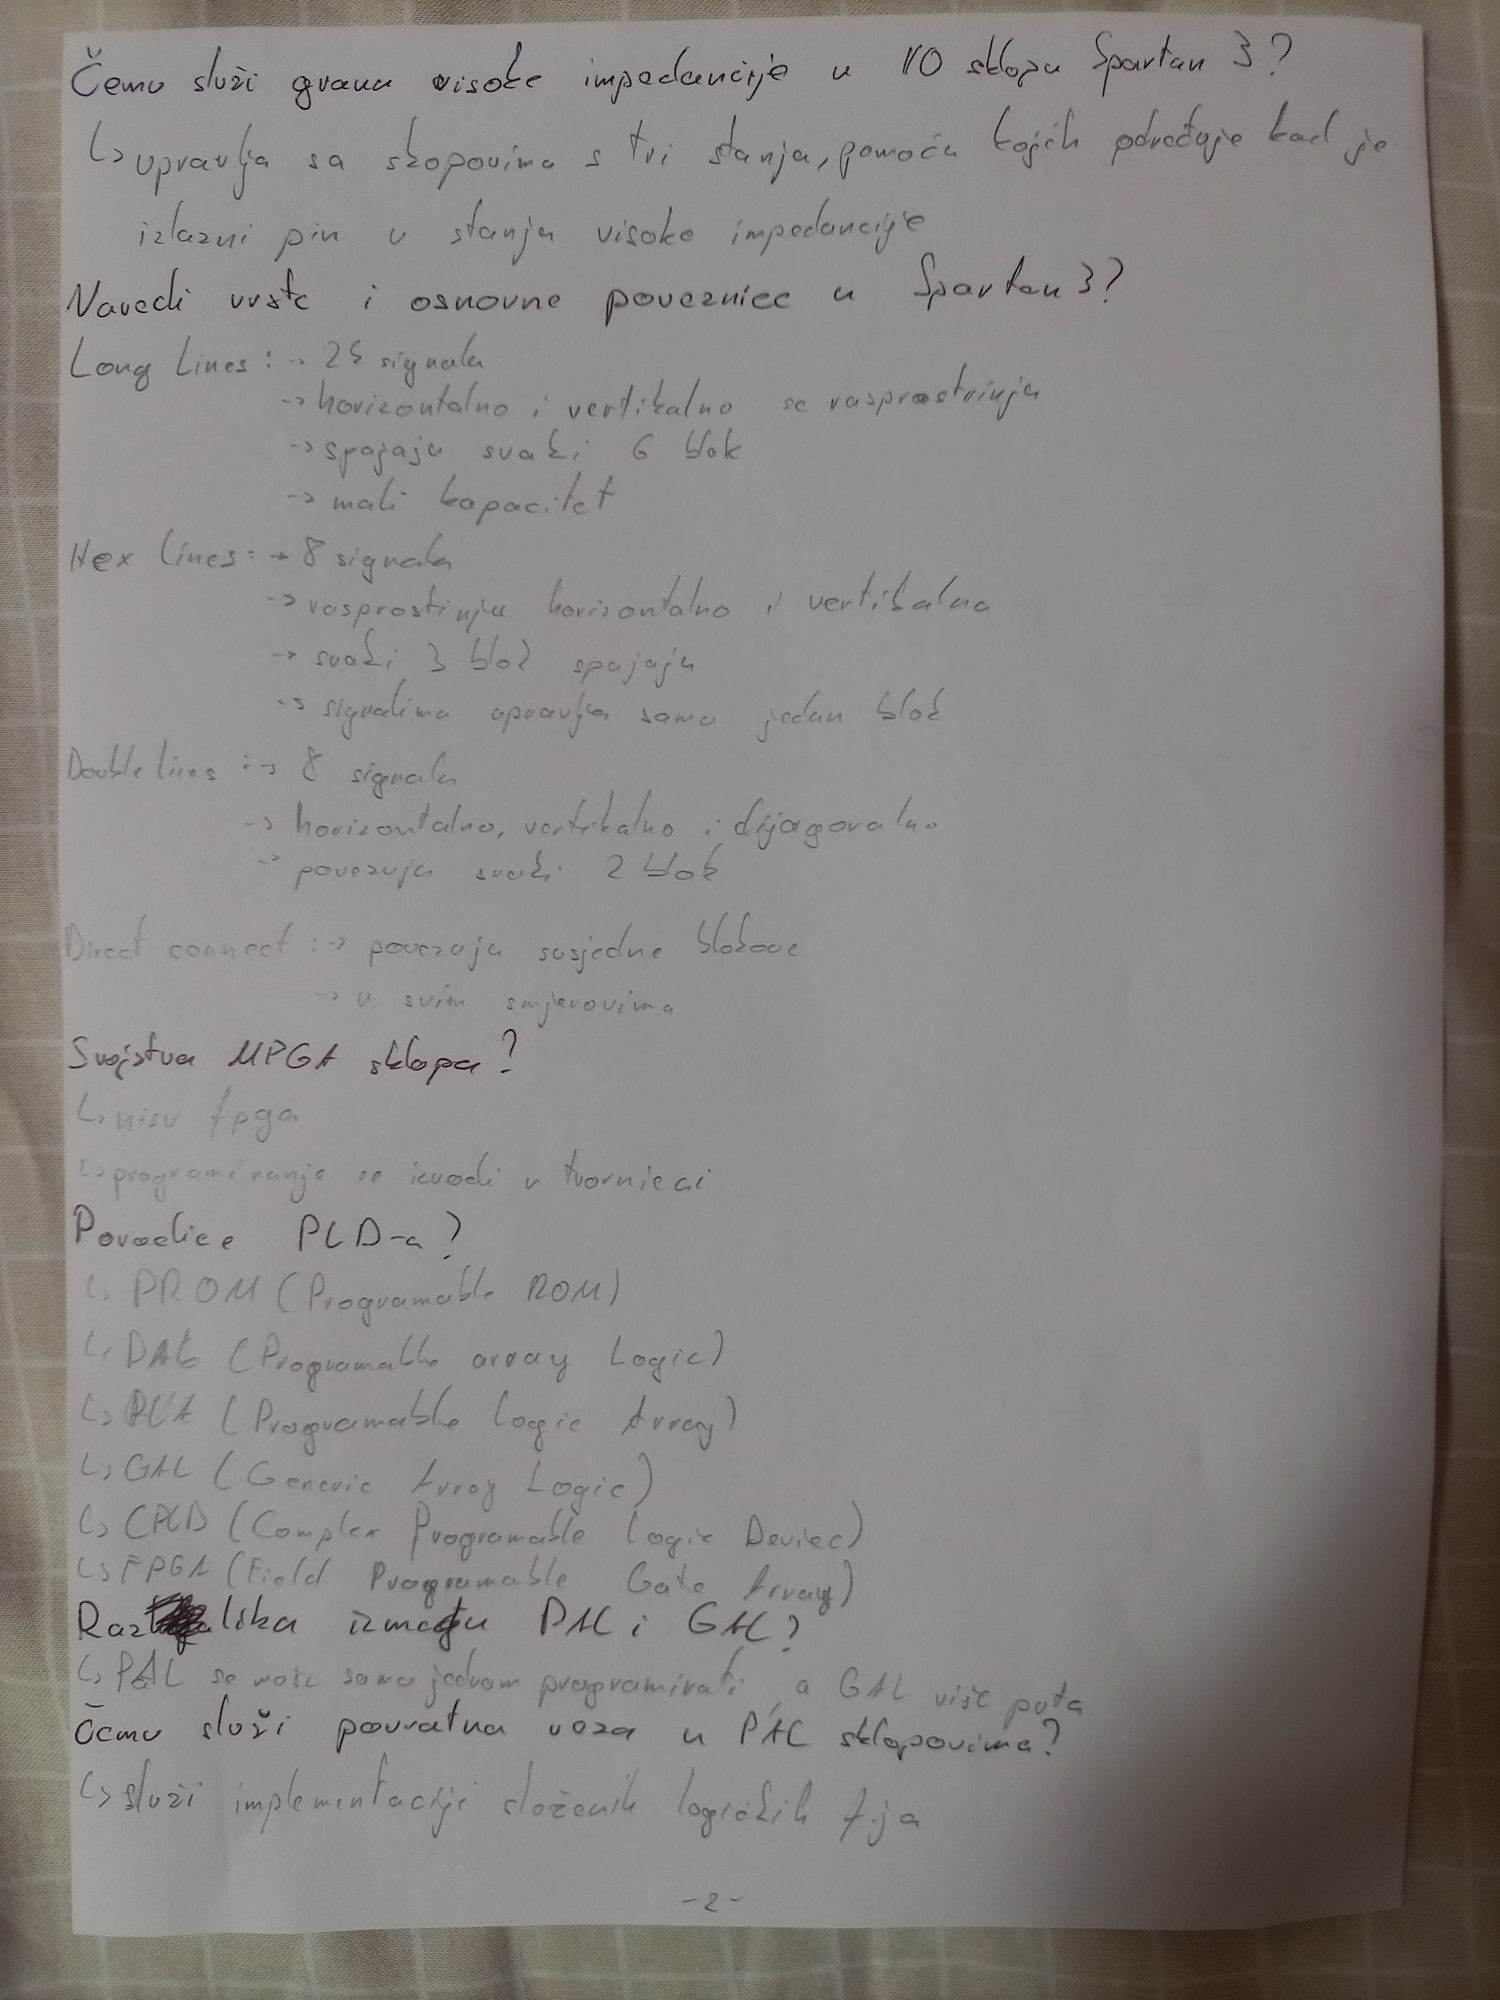 Čemu služi grana visoke impedancije u IO sklopu Spartan 3?
↳ upravlja sa skopovima s tri stanja, pomoću kojih određuje kad je
izlazni pin u stanju visoke impedancije
Navedi vrste i osnovne poveznice u Spartan 3?
Long Lines: → 24 signala
→ horizontalno i vertikalno se rasprostiruju
→ spajaju svaki 6 blok
→ mali kapacitet
Hex lines: → 8 signala
→ rasprostiruju horizontalno i vertikalno
→ svaki 3 blok spajaju
→ signalima upravlja samo jedan blok
Double lines: → 8 signala
→ horizontalno, vertikalno i dijagonalno
→ povezuju svaki 2 blok
Direct connect: → povezuju susjedne blokove
→ u svim smjerovima
Svojstva MPGA sklopa?
↳ nisu fpga
↳ programiranje se izvodi u tvornici
Porodice PLD-a?
↳ PROM (Programable ROM)
↳ PAL (Programable array Logic)
↳ PLA (Programable Logic Array)
↳ GAL (Generic Array Logic)
↳ CPLD (Complex Programable Logic Device)
↳ FPGA (Field Programable Gate Array)
Razlika između PAL i GAL?
↳ PAL se može samo jednom programirati, a GAL više puta
Čemu služi povratna veza u PAL sklopovima?
↳ služi implementaciji složenih logičkih f-ja
-2-